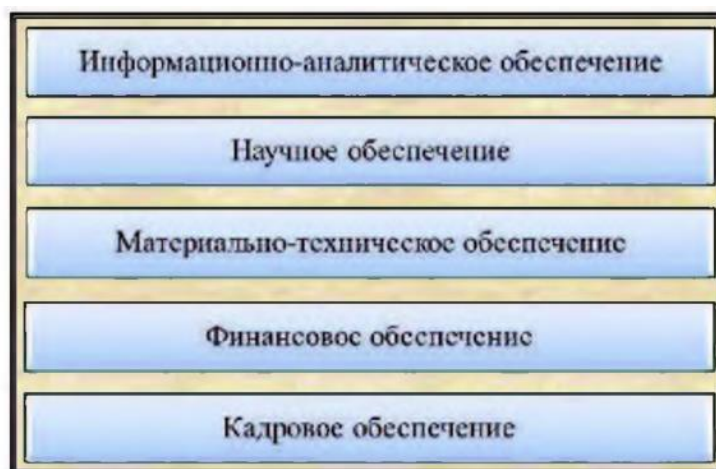 Информационно-аналитическое обеспечение
Научное обеспечение
Материально-техническое обеспечение
Финансовое обеспечение
Кадровое обеспечение